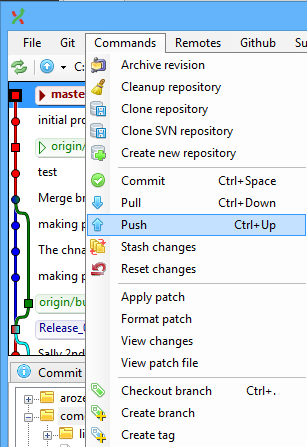 File Git Commands Remotes Github Su
C:
Archive revision
Cleanup repository
Clone repository
Clone SVN repository
Create new repository
Commit Ctrl+Space
Pull Ctrl+Down
Push Ctrl+Up
Stash changes
Reset changes
Apply patch
Format patch
View changes
View patch file
Checkout branch Ctrl+.
Create branch
Create tag
maste
initial pro
origin/
test
Merge br
making p
The chna
making p
origin/bu
Release_0
Sally 2nd
Commit
aroze
com
li